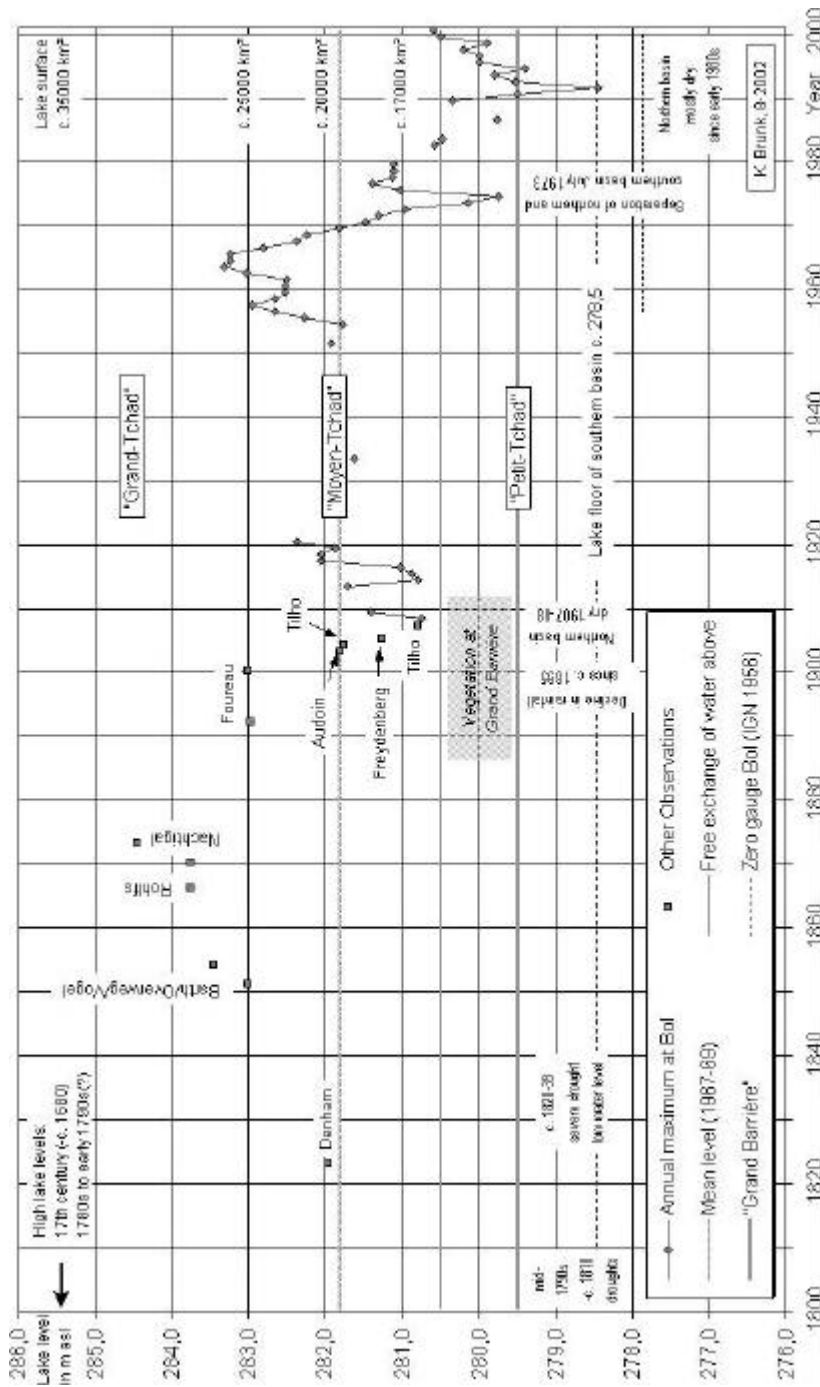 Lake level
in m asl
286,0
285,0
284,0
283,0
282,0
281,0
280,0
279,0
278,0
277,0
276,0
High lake levels:
17th century (-c. 1680)
1780s to early 1790s(?)
Lake surface
c. 35000 km²
c. 25000 km²
c. 20000 km²
c. 17000 km²
"Grand-Tchad"
"Moyen-Tchad"
"Petit-Tchad"
Denham
Barth/Overweg/Vogel
Rohlfs
Nachtigal
Foureau
Audoin
Tilho
Freydenberg
Tilho
Vegetation at
Grand Barrière
mid-
1790s
-c. 1810
droughts
c. 1828-39
severe drought
low water level
Decline in rainfall
since c. 1895
Northern basin
dry 1907-08
Lake floor of southern basin c. 278,5
Separation of northern and
southern basin July 1973
Northern basin
mostly dry
since early 1980s
K. Brunk, 9-2002
Annual maximum at Bol
Other Observations
Mean level (1967-69)
Free exchange of water above
"Grand Barrière"
Zero gauge Bol (IGN 1958)
1800
1820
1840
1860
1880
1900
1920
1940
1960
1980
Year
2000